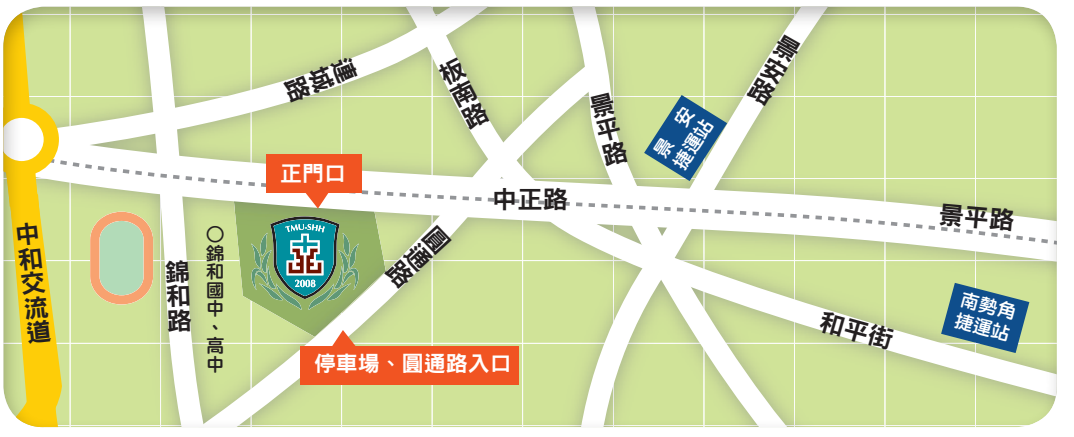 連城路
板南路
景平路
景安路
景安
捷運站
正門口
中正路
景平路
中和交流道
錦和路
〇錦和國中、高中
TMU-SHH
2008
圓通路
停車場、圓通路入口
和平街
南勢角
捷運站